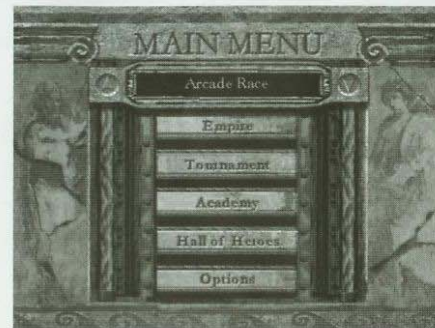 MAIN MENU
Arcade Race
Empire
Tournament
Academy
Hall of Heroes
Options